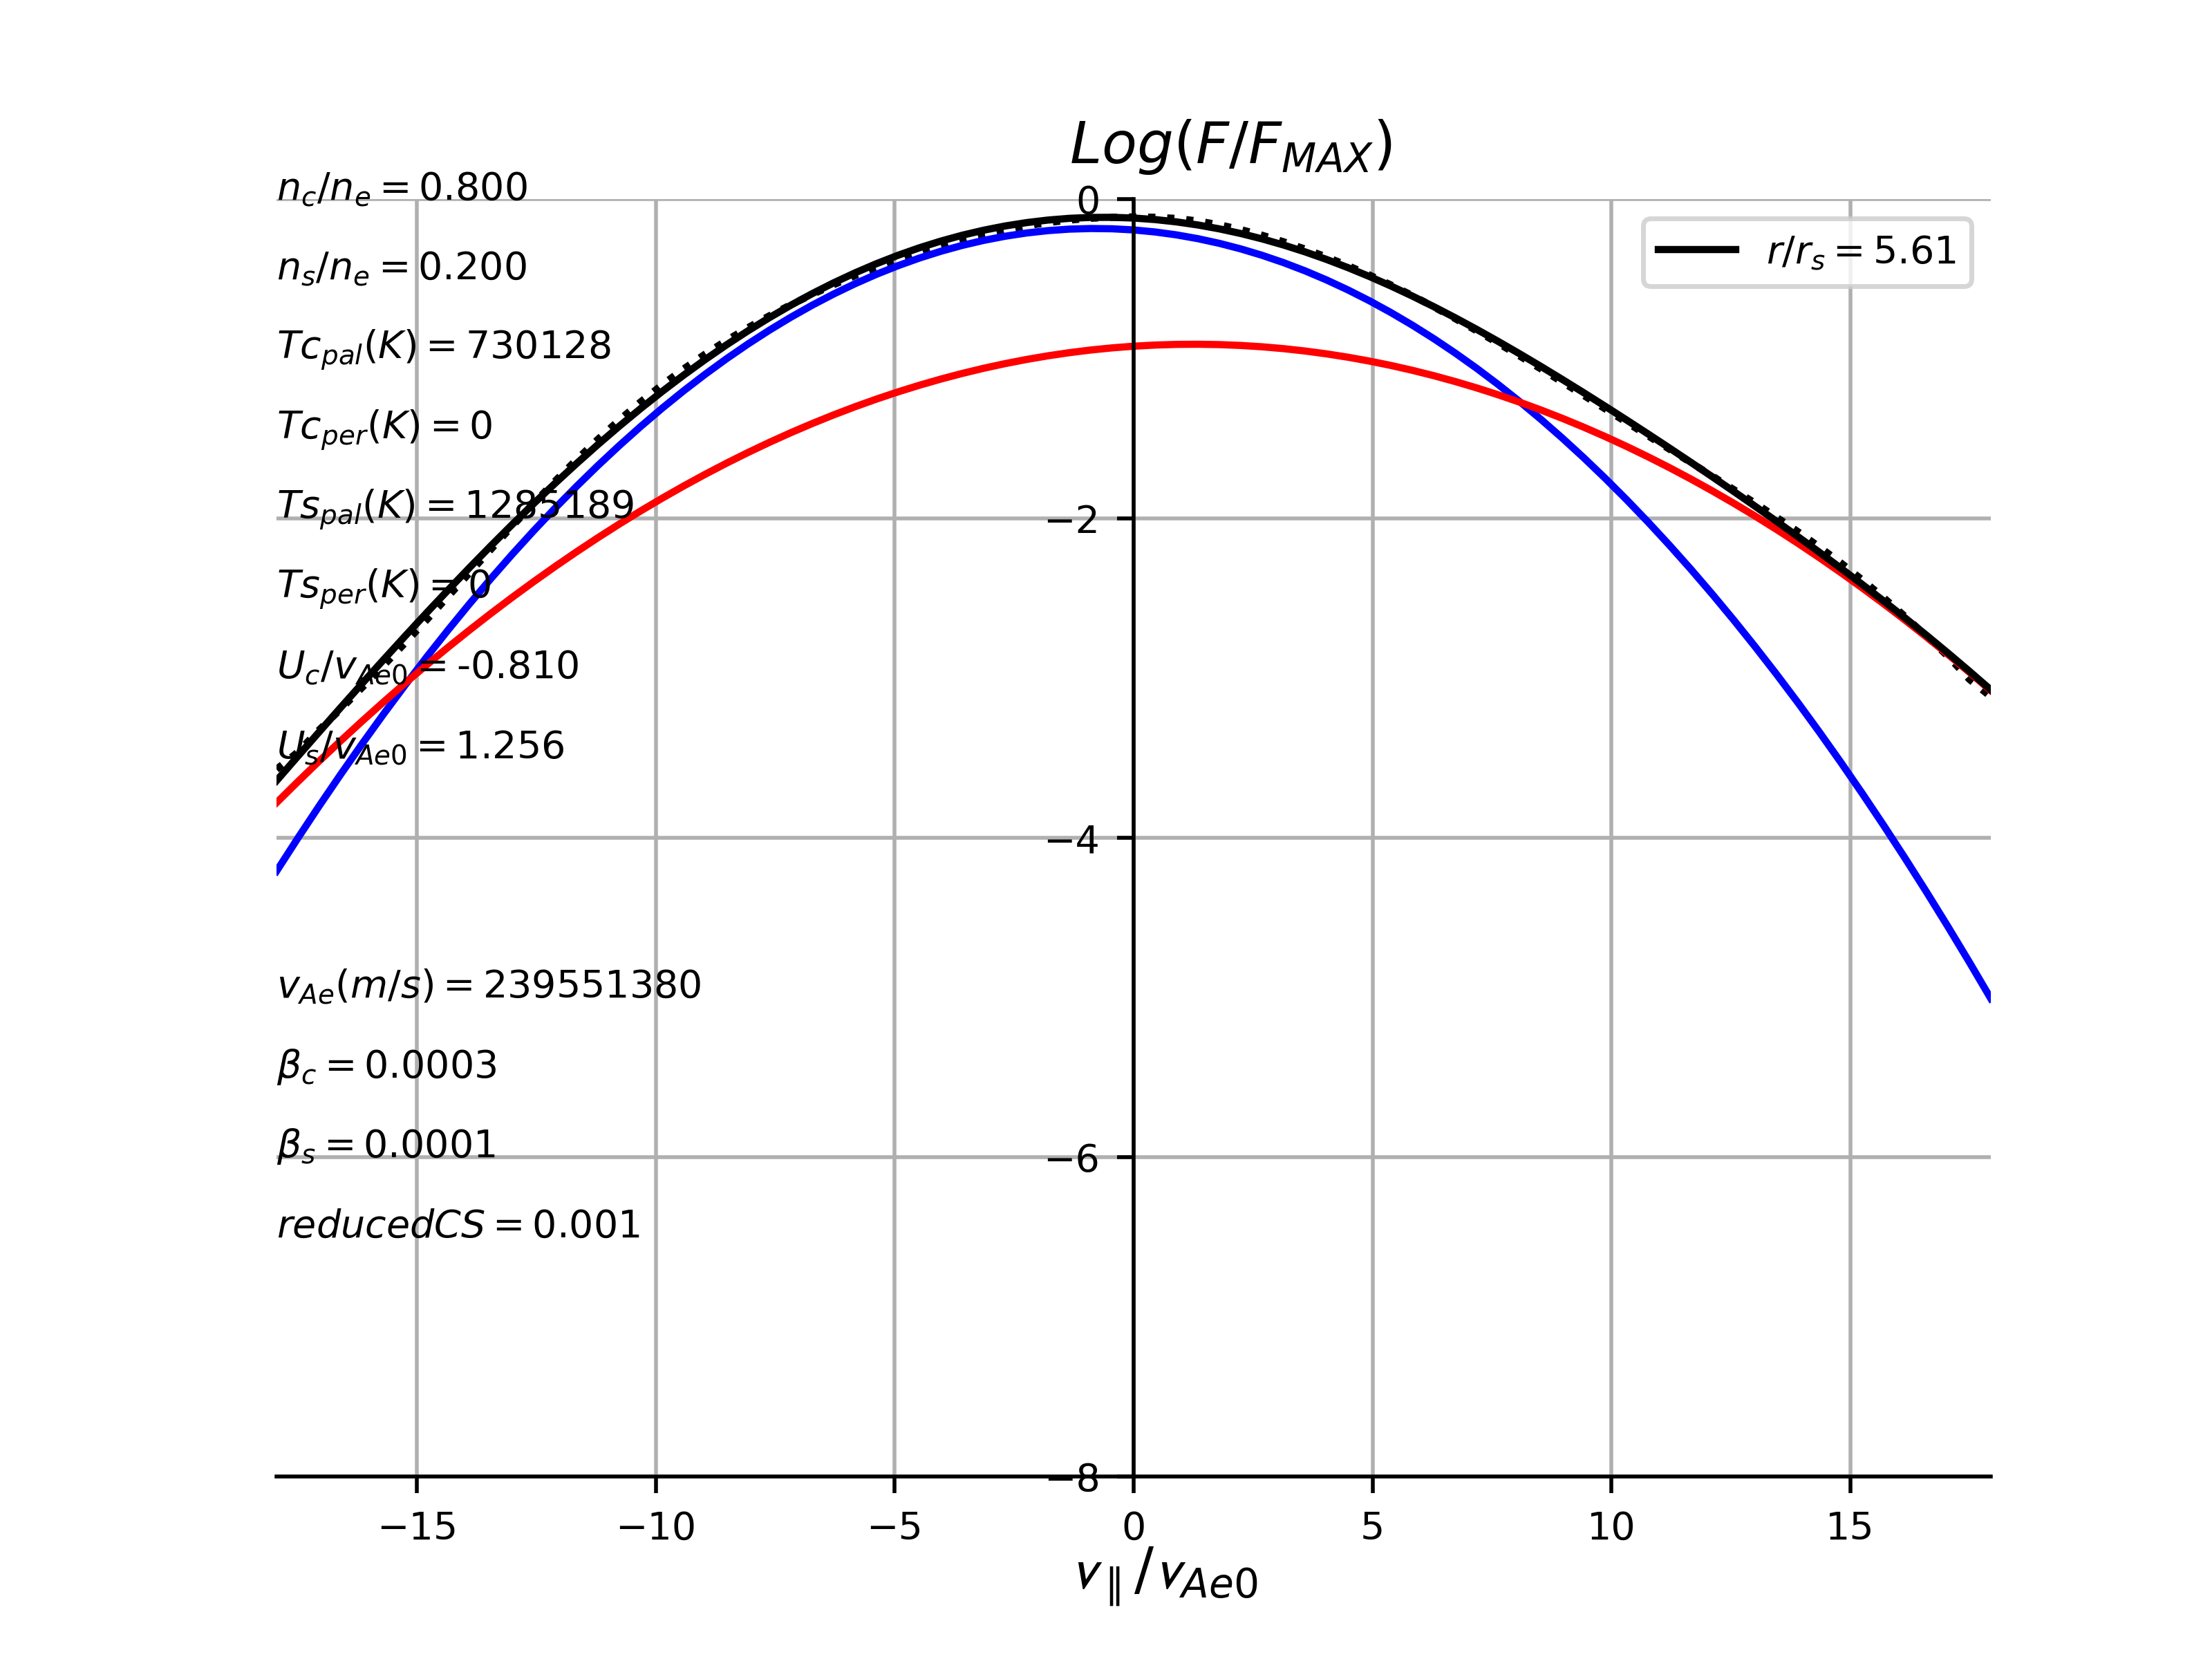 Log(F/F_MAX)
n_c/n_e = 0.800
n_s/n_e = 0.200
Tc_pal(K) = 730128
Tc_per(K) = 0
Ts_pal(K) = 1285189
Ts_per(K) = 0
U_c/v_Ae0 = -0.810
U_s/v_Ae0 = 1.256
v_Ae(m/s) = 239551380
β_c = 0.0003
β_s = 0.0001
reducedCS = 0.001
r/r_s = 5.61
0
−2
−4
−6
−8
−15 −10 −5 0 5 10 15
v_∥/v_Ae0